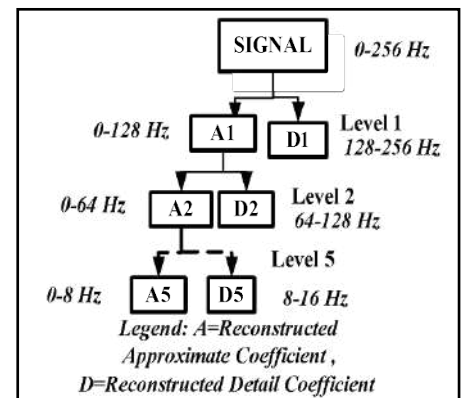 SIGNAL
0-256 Hz
0-128 Hz
A1
D1
Level 1
128-256 Hz
0-64 Hz
A2
D2
Level 2
64-128 Hz
Level 5
0-8 Hz
A5
D5
8-16 Hz
Legend: A=Reconstructed
Approximate Coefficient ,
D=Reconstructed Detail Coefficient